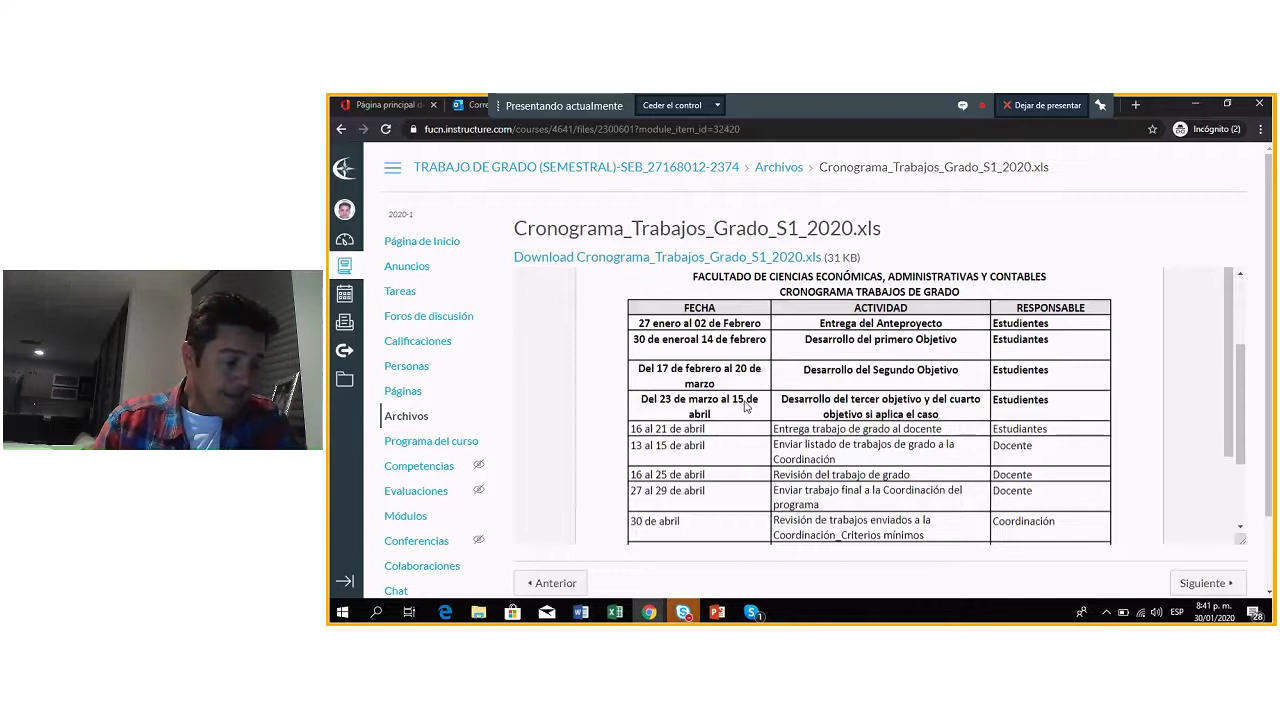 Página principal d
Corre
Presentando actualmente
Ceder el control
Dejar de presentar
fucn.instructure.com/courses/4641/files/2300601?module_item_id=32420
Incógnito (2)
TRABAJO DE GRADO (SEMESTRAL)-SEB_27168012-2374 › Archivos › Cronograma_Trabajos_Grado_S1_2020.xls
2020-1
Página de Inicio
Anuncios
Tareas
Foros de discusión
Calificaciones
Personas
Páginas
Archivos
Programa del curso
Competencias
Evaluaciones
Módulos
Conferencias
Colaboraciones
Chat
Cronograma_Trabajos_Grado_S1_2020.xls
Download Cronograma_Trabajos_Grado_S1_2020.xls (31 KB)
FACULTADO DE CIENCIAS ECONÓMICAS, ADMINISTRATIVAS Y CONTABLES
CRONOGRAMA TRABAJOS DE GRADO
FECHA ACTIVIDAD RESPONSABLE
27 enero al 02 de Febrero Entrega del Anteproyecto Estudiantes
30 de eneroal 14 de febrero Desarrollo del primero Objetivo Estudiantes
Del 17 de febrero al 20 de marzo Desarrollo del Segundo Objetivo Estudiantes
Del 23 de marzo al 15 de abril Desarrollo del tercer objetivo y del cuarto objetivo si aplica el caso Estudiantes
16 al 21 de abril Entrega trabajo de grado al docente Estudiantes
13 al 15 de abril Enviar listado de trabajos de grado a la Coordinación Docente
16 al 25 de abril Revisión del trabajo de grado Docente
27 al 29 de abril Enviar trabajo final a la Coordinación del programa Docente
30 de abril Revisión de trabajos enviados a la Coordinación_Criterios mínimos Coordinación
Anterior
Siguiente
ESP
8:41 p. m.
30/01/2020
28
1